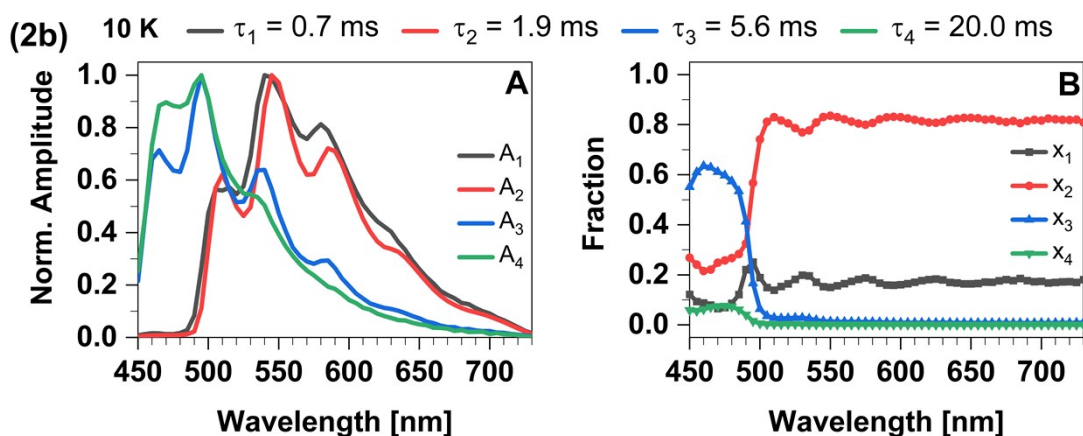 (2b) 10 K τ1 = 0.7 ms τ2 = 1.9 ms τ3 = 5.6 ms τ4 = 20.0 ms
A
Norm. Amplitude
1.0
0.8
0.6
0.4
0.2
0.0
A1
A2
A3
A4
450 500 550 600 650 700
Wavelength [nm]
B
Fraction
1.0
0.8
0.6
0.4
0.2
0.0
x1
x2
x3
x4
450 500 550 600 650 700
Wavelength [nm]